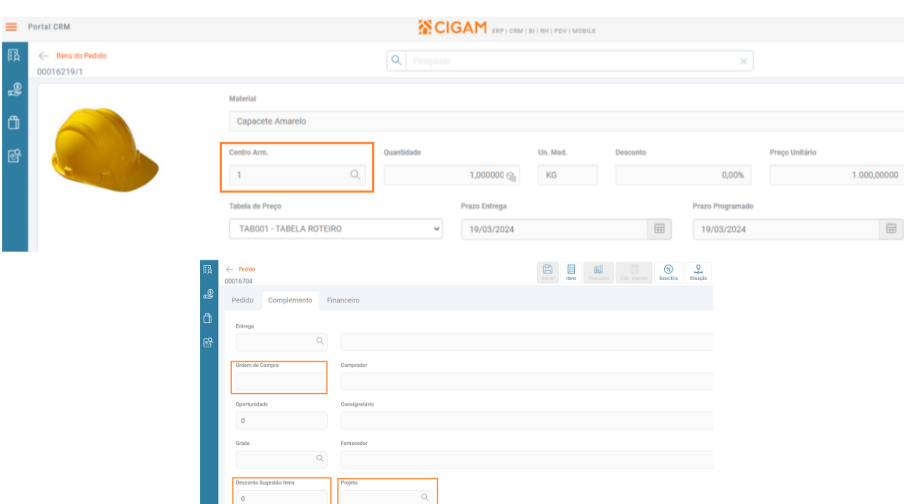 Portal CRM
CIGAM ERP | CRM | BI | RH | PDV | MOBILE
Itens do Pedido
00016219/1
Pesquisar
Material
Capacete Amarelo
Centro Arm. Quantidade Un. Med. Desconto Preço Unitário
1 1,000000 KG 0,00% 1.000,00000
Tabela de Preço Prazo Entrega Prazo Programado
TAB001 - TABELA ROTEIRO 19/03/2024 19/03/2024
Pedido
00016704
Itens Desc/Enc Situação
Pedido Complemento Financeiro
Entrega
Ordem de Compra Comprador
Oportunidade Consignatário
0
Grade Fornecedor
Desconto Sugestão Itens Projeto
0